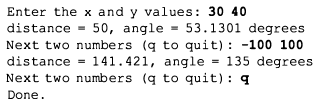 Enter the x and y values: 30 40
distance = 50, angle = 53.1301 degrees
Next two numbers (q to quit): -100 100
distance = 141.421, angle = 135 degrees
Next two numbers (q to quit): q
Done.